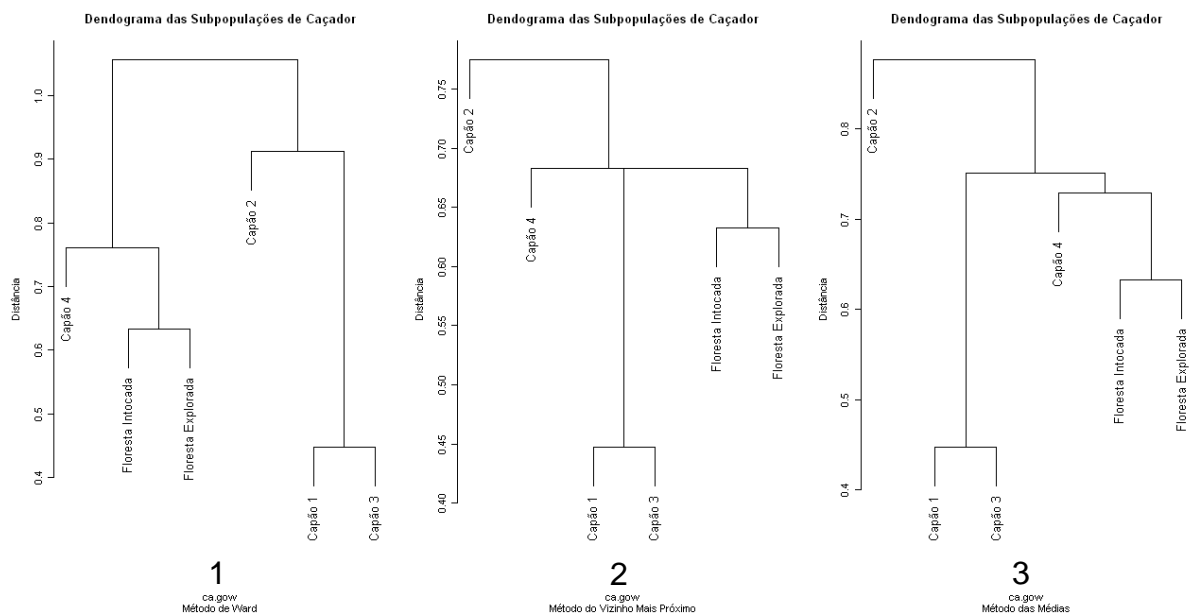 Dendograma das Subpopulações de Caçador
Distância
1.0
0.9
0.8
0.7
0.6
0.5
0.4
Capão 4
Floresta Intocada
Floresta Explorada
Capão 2
Capão 1
Capão 3
1
ca.gow
Método de Ward
Dendograma das Subpopulações de Caçador
Distância
0.75
0.70
0.65
0.60
0.55
0.50
0.45
0.40
Capão 2
Capão 4
Capão 1
Capão 3
Floresta Intocada
Floresta Explorada
2
ca.gow
Método do Vizinho Mais Próximo
Dendograma das Subpopulações de Caçador
Distância
0.8
0.7
0.6
0.5
0.4
Capão 2
Capão 1
Capão 3
Capão 4
Floresta Intocada
Floresta Explorada
3
ca.gow
Método das Médias